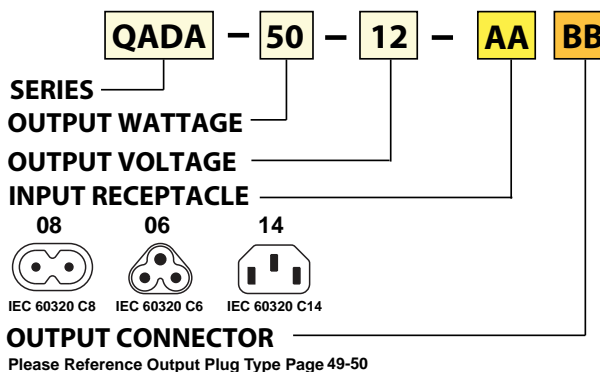 QADA - 50 - 12 - AA BB
SERIES
OUTPUT WATTAGE
OUTPUT VOLTAGE
INPUT RECEPTACLE
08 06 14
IEC 60320 C8 IEC 60320 C6 IEC 60320 C14
OUTPUT CONNECTOR
Please Reference Output Plug Type Page 49-50